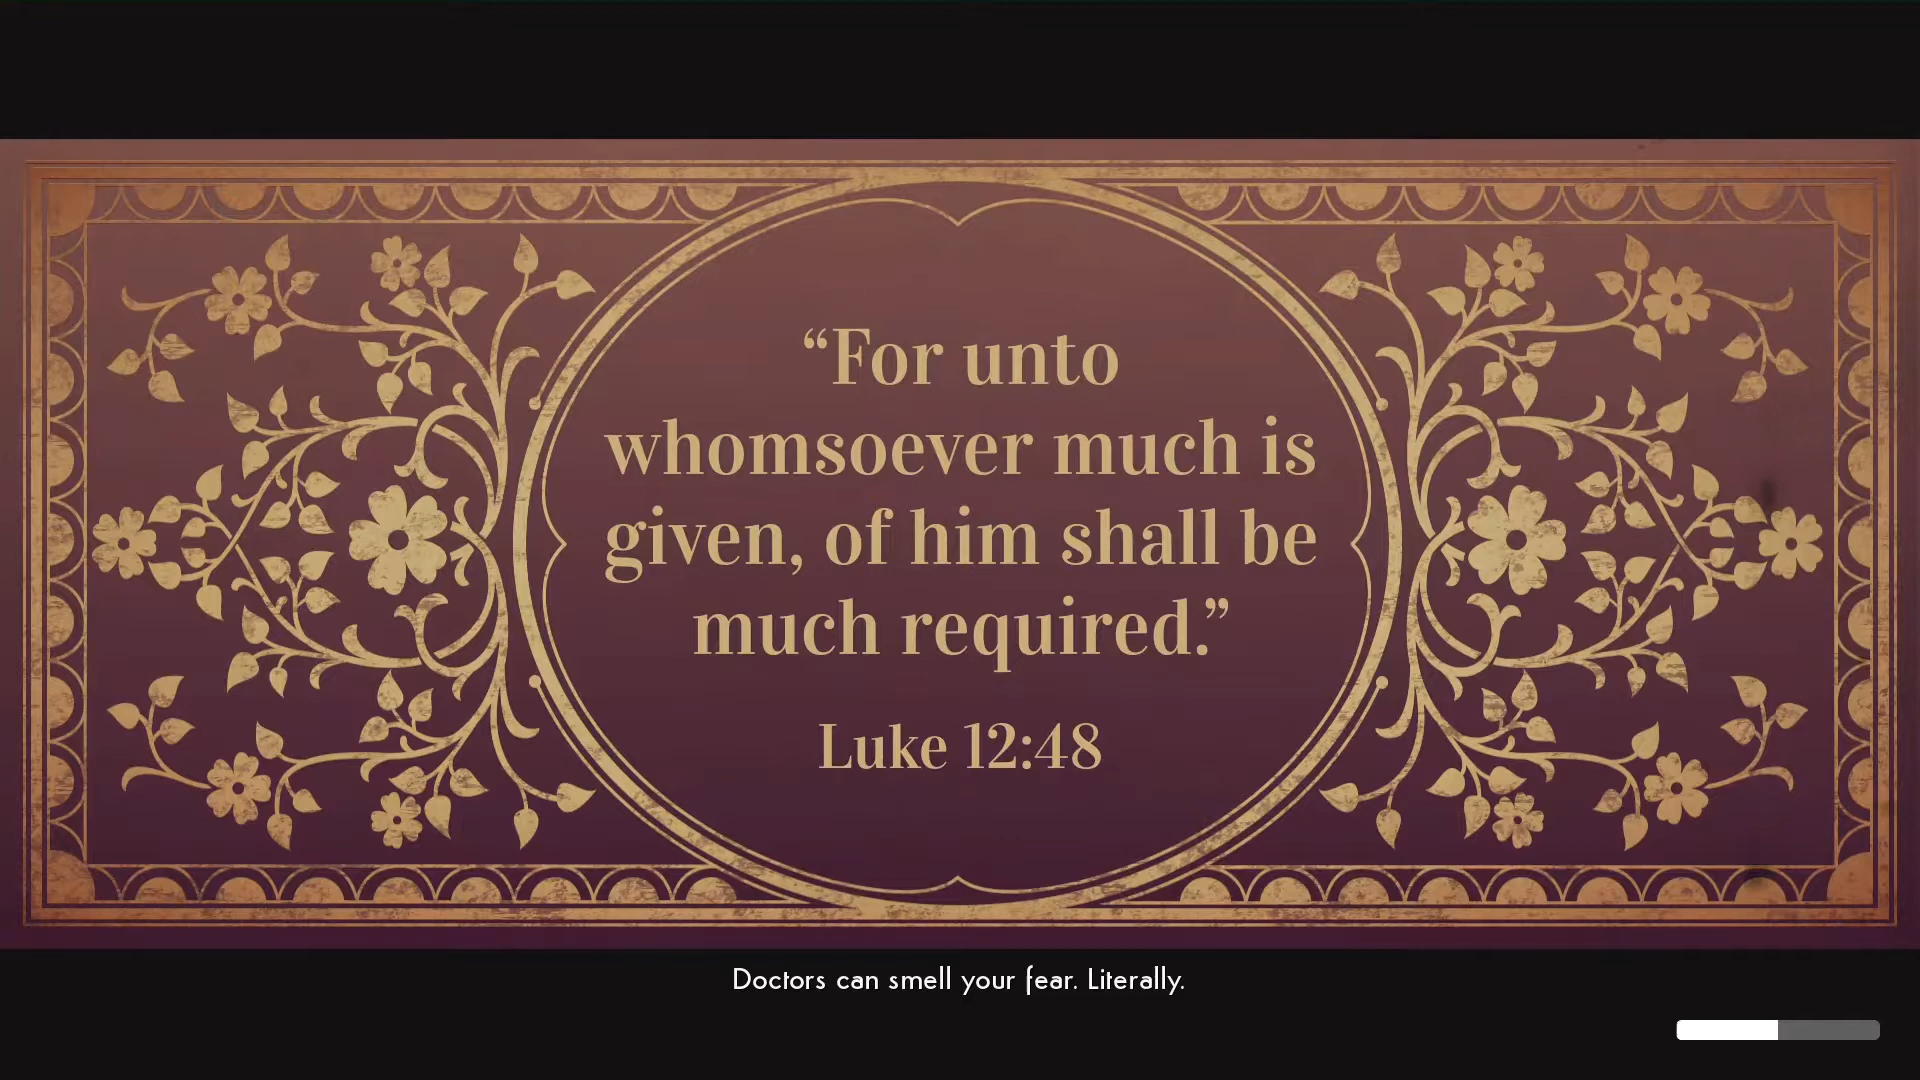 “For unto
whomsoever much is
given, of him shall be
much required.”
Luke 12:48
Doctors can smell your fear. Literally.